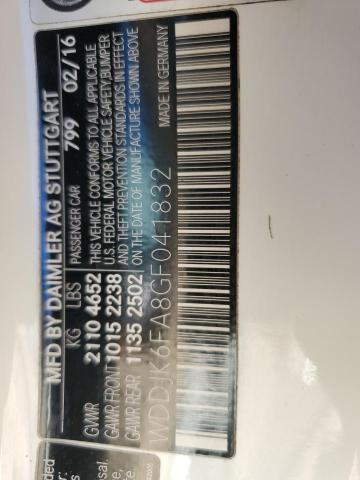 MFD BY DAIMLER AG STUTTGART
KG LBS PASSENGER CAR 799 02/16
GVWR 2110 4652 THIS VEHICLE CONFORMS TO ALL APPLICABLE
U.S. FEDERAL MOTOR VEHICLE SAFETY,BUMPER
GAWR FRONT 1015 2238 AND THEFT PREVENTION STANDARDS IN EFFECT
GAWR REAR 1135 2502 ON THE DATE OF MANUFACTURE SHOWN ABOVE
WDDJK6FA8GF041832 MADE IN GERMANY